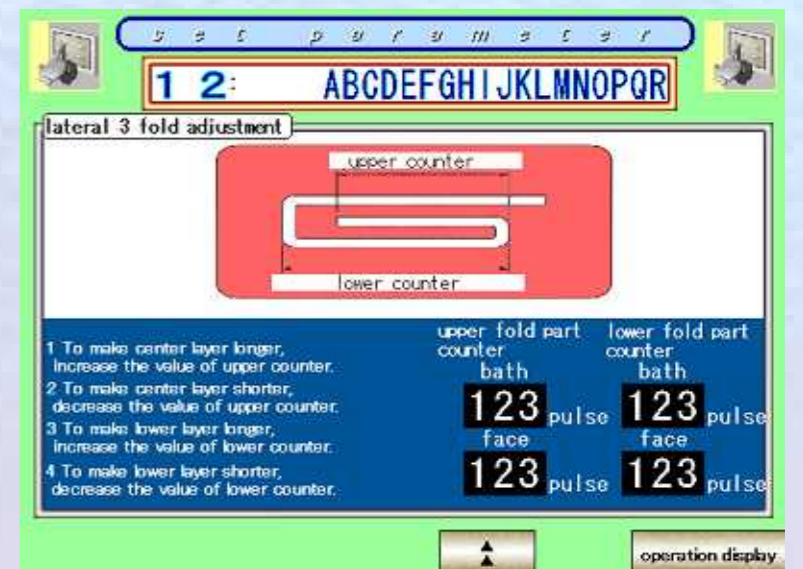 set parameter
1 2: ABCDEFGHIJKLMNOPQR
lateral 3 fold adjustment
upper counter
lower counter
1 To make center layer longer,
increase the value of upper counter.
2 To make center layer shorter,
decrease the value of upper counter.
3 To make lower layer longer,
increase the value of lower counter.
4 To make lower layer shorter,
decrease the value of lower counter.
upper fold part
counter
bath
123 pulse
face
123 pulse
lower fold part
counter
bath
123 pulse
face
123 pulse
operation display